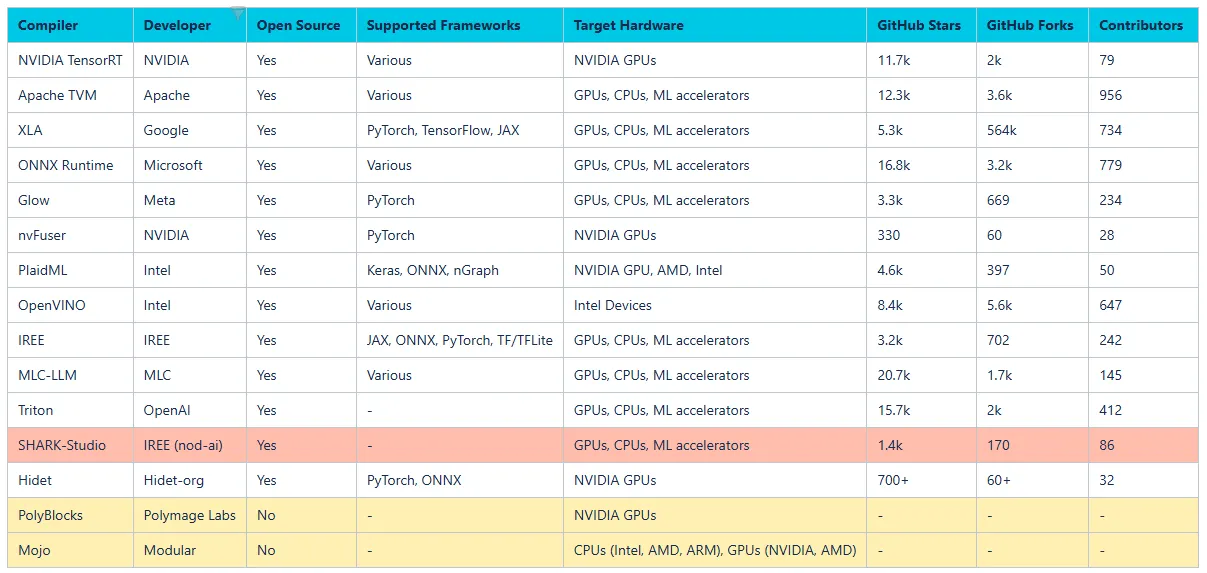 Compiler Developer Open Source Supported Frameworks Target Hardware GitHub Stars GitHub Forks Contributors
NVIDIA TensorRT NVIDIA Yes Various NVIDIA GPUs 11.7k 2k 79
Apache TVM Apache Yes Various GPUs, CPUs, ML accelerators 12.3k 3.6k 956
XLA Google Yes PyTorch, TensorFlow, JAX GPUs, CPUs, ML accelerators 5.3k 564k 734
ONNX Runtime Microsoft Yes Various GPUs, CPUs, ML accelerators 16.8k 3.2k 779
Glow Meta Yes PyTorch GPUs, CPUs, ML accelerators 3.3k 669 234
nvFuser NVIDIA Yes PyTorch NVIDIA GPUs 330 60 28
PlaidML Intel Yes Keras, ONNX, nGraph NVIDIA GPU, AMD, Intel 4.6k 397 50
OpenVINO Intel Yes Various Intel Devices 8.4k 5.6k 647
IREE IREE Yes JAX, ONNX, PyTorch, TF/TFLite GPUs, CPUs, ML accelerators 3.2k 702 242
MLC-LLM MLC Yes Various GPUs, CPUs, ML accelerators 20.7k 1.7k 145
Triton OpenAI Yes - GPUs, CPUs, ML accelerators 15.7k 2k 412
SHARK-Studio IREE (nod-ai) Yes - GPUs, CPUs, ML accelerators 1.4k 170 86
Hidet Hidet-org Yes PyTorch, ONNX NVIDIA GPUs 700+ 60+ 32
PolyBlocks Polymage Labs No - NVIDIA GPUs - - -
Mojo Modular No - CPUs (Intel, AMD, ARM), GPUs (NVIDIA, AMD) - - -